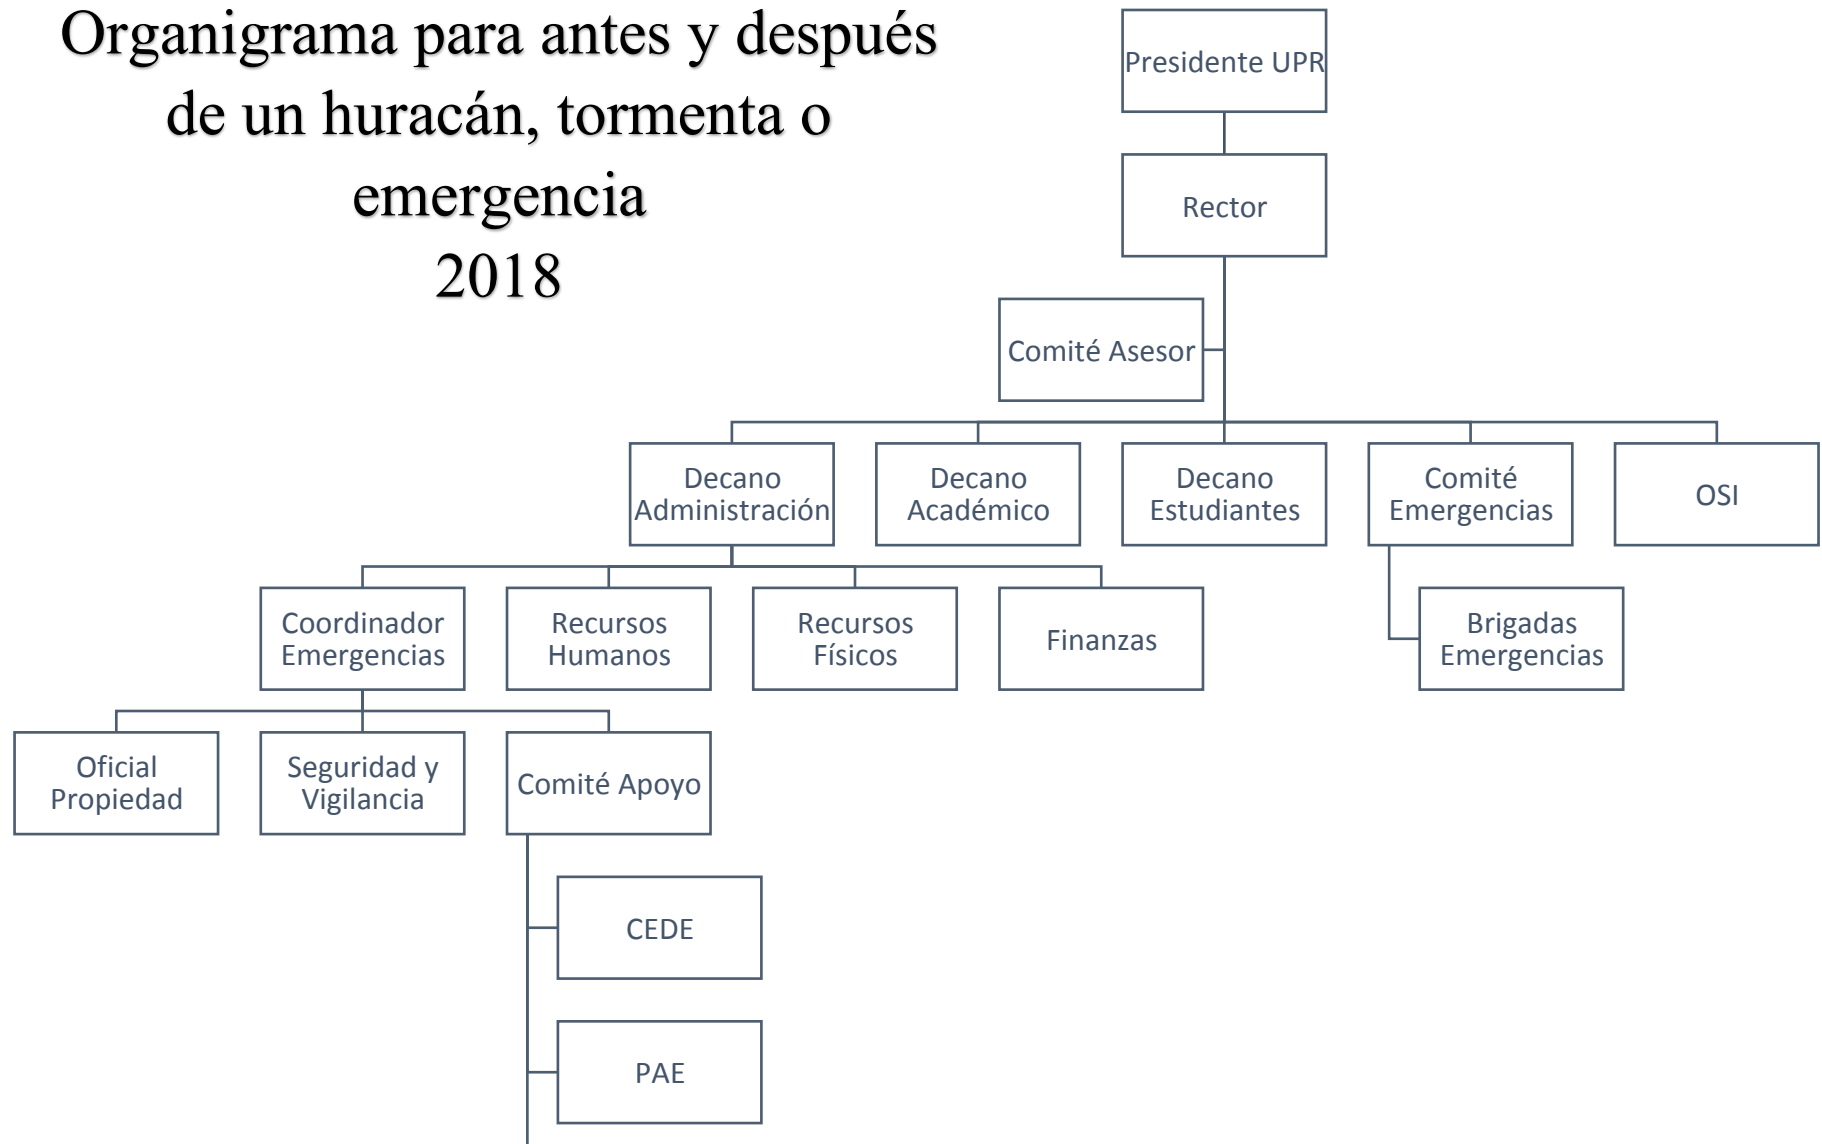 Organigrama para antes y después
de un huracán, tormenta o
emergencia
2018
Presidente UPR
Rector
Comité Asesor
Decano
Administración
Decano
Académico
Decano
Estudiantes
Comité
Emergencias
OSI
Coordinador
Emergencias
Recursos
Humanos
Recursos
Físicos
Finanzas
Brigadas
Emergencias
Oficial
Propiedad
Seguridad y
Vigilancia
Comité Apoyo
CEDE
PAE